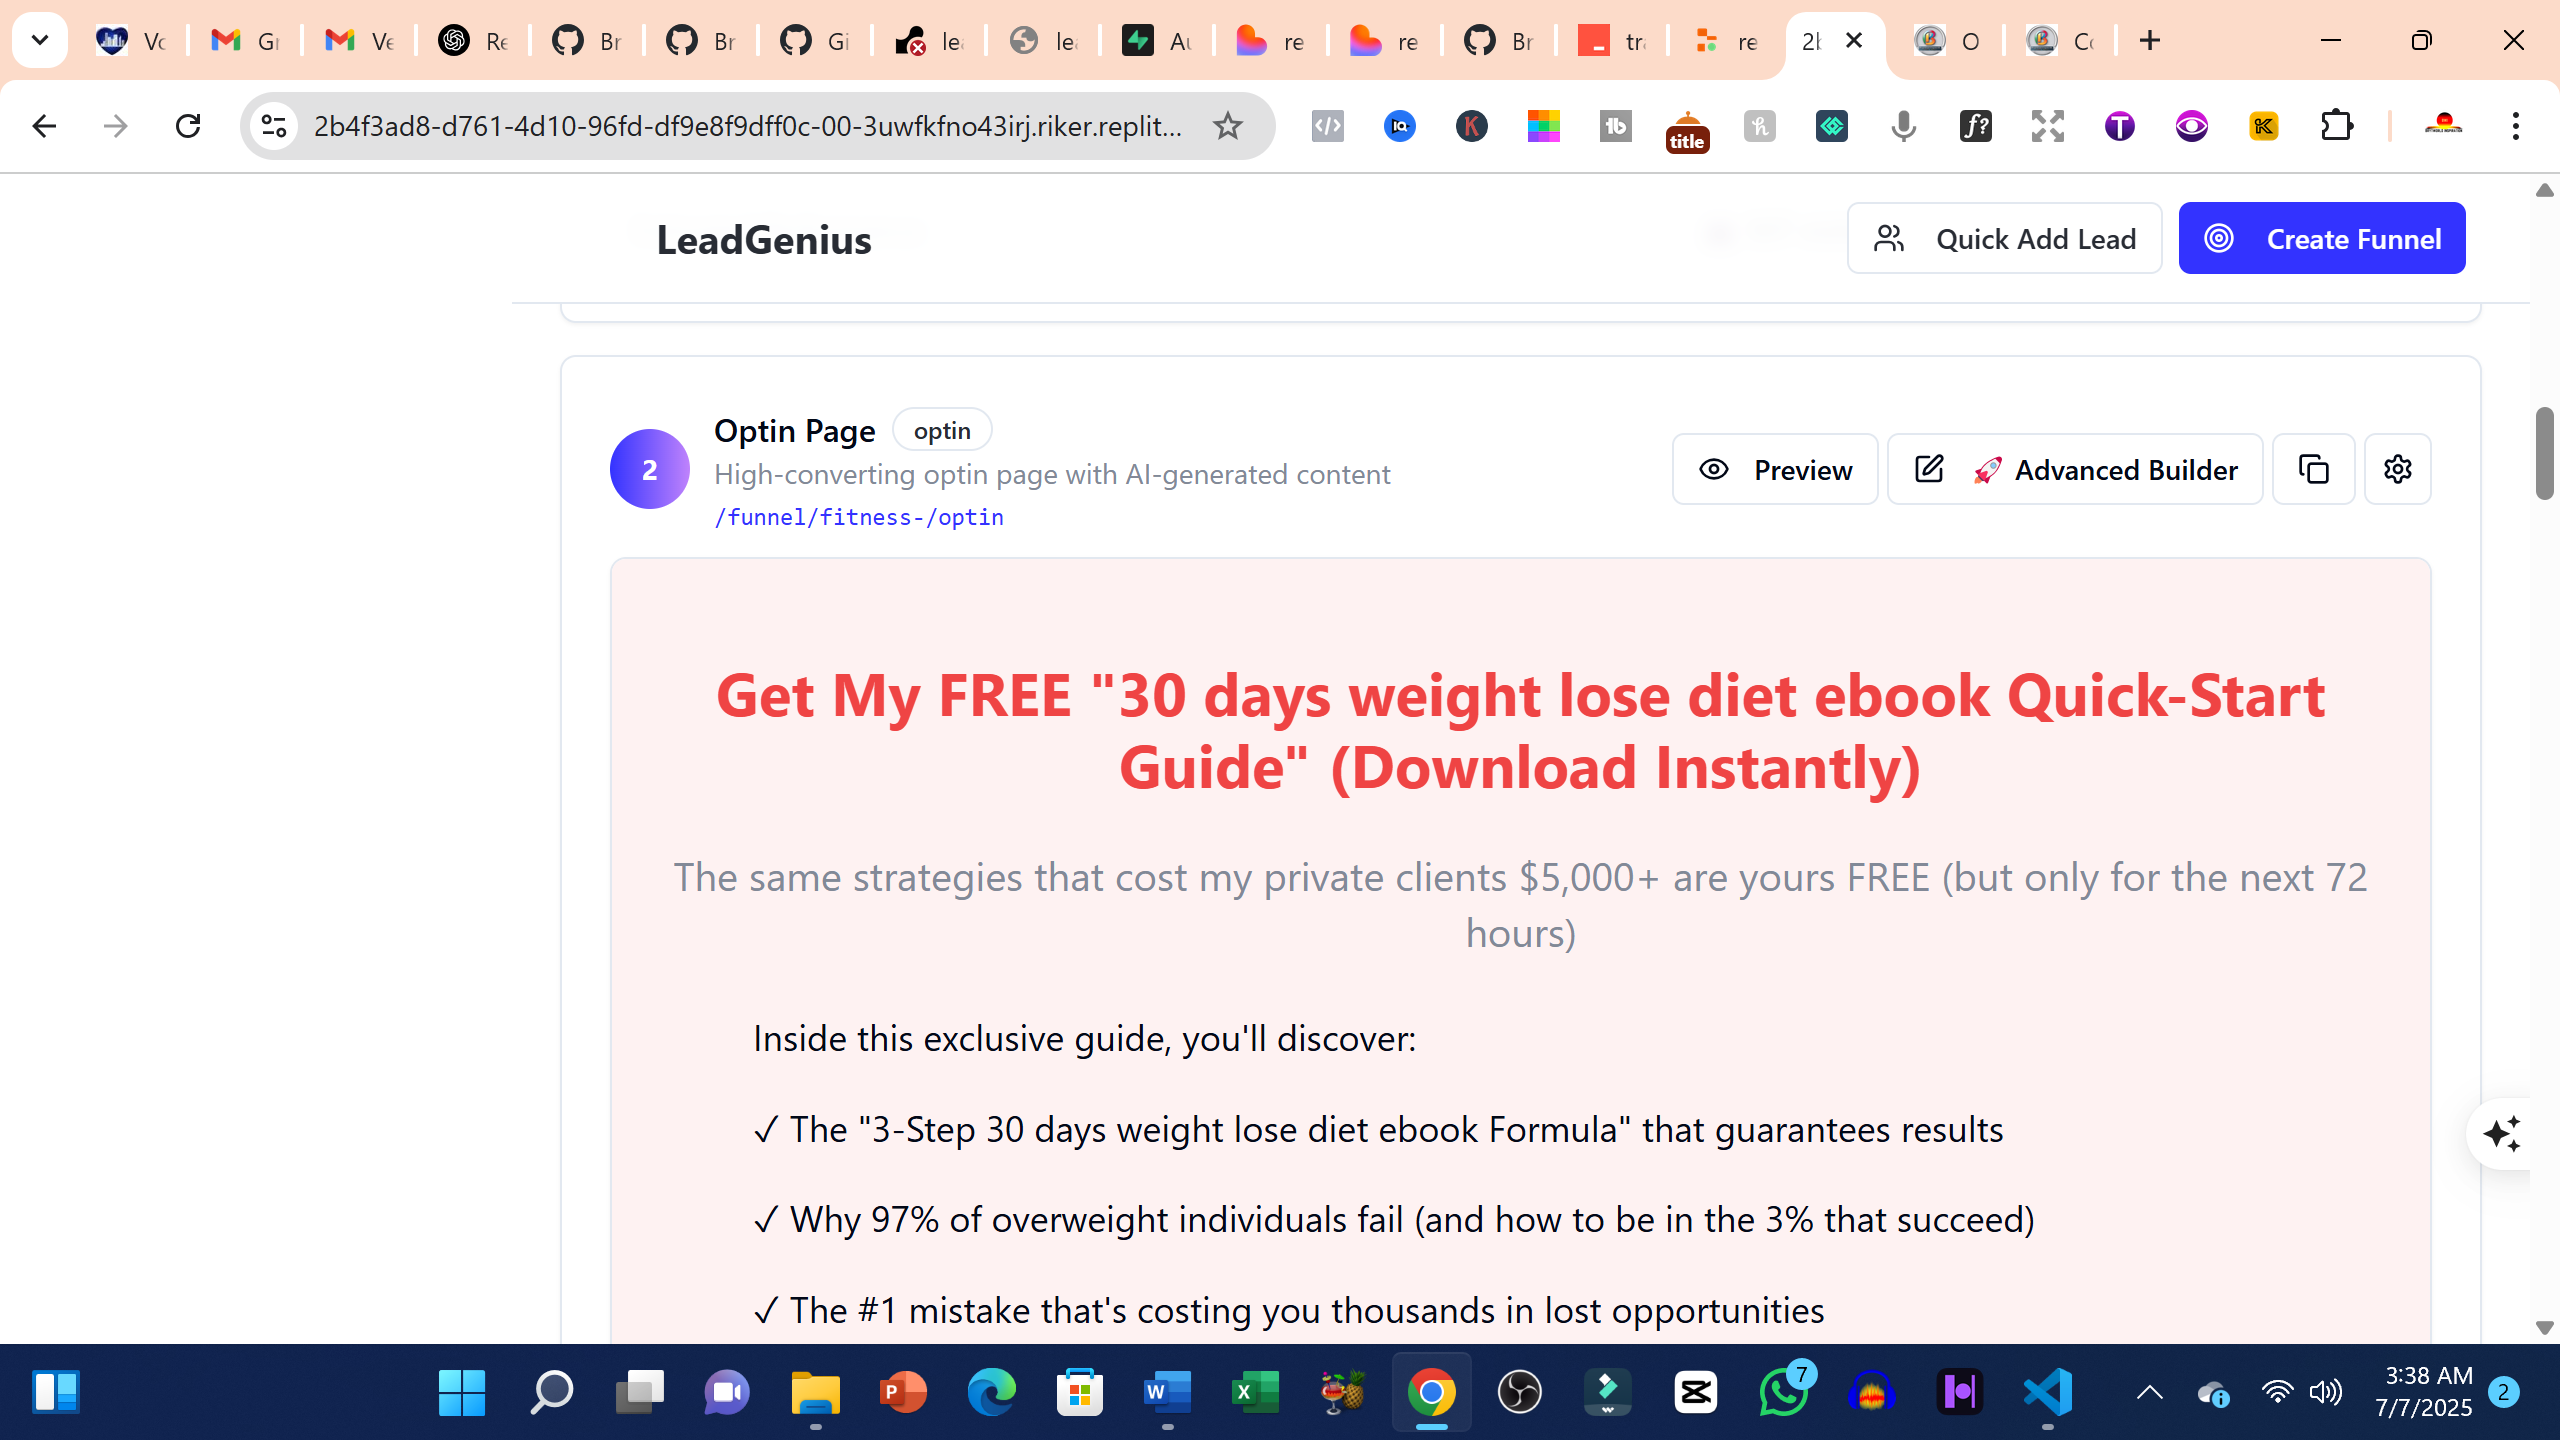 Vo
Gr
Ve
Re
Br
Br
Gi
lea
lea
Au
re
re
Br
tra
re
2b
O
Co
2b4f3ad8-d761-4d10-96fd-df9e8f9dff0c-00-3uwfkfno43irj.riker.replit...
title
LeadGenius
Quick Add Lead
Create Funnel
2
Optin Page
optin
High-converting optin page with AI-generated content
/funnel/fitness-/optin
Preview
🚀 Advanced Builder
Get My FREE "30 days weight lose diet ebook Quick-Start
Guide" (Download Instantly)
The same strategies that cost my private clients $5,000+ are yours FREE (but only for the next 72
hours)
Inside this exclusive guide, you'll discover:
✓ The "3-Step 30 days weight lose diet ebook Formula" that guarantees results
✓ Why 97% of overweight individuals fail (and how to be in the 3% that succeed)
✓ The #1 mistake that's costing you thousands in lost opportunities
7
3:38 AM
7/7/2025
2